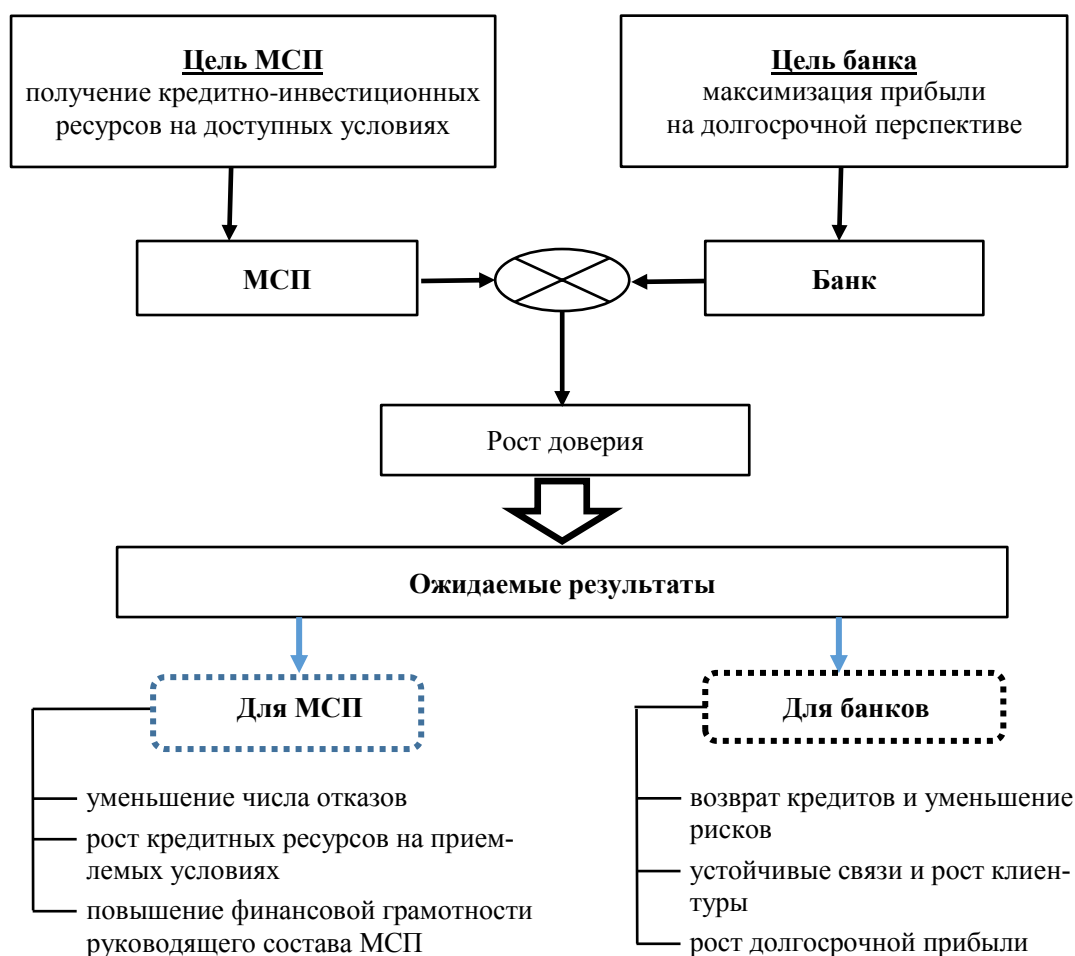 Цель МСП
получение кредитно-инвестиционных
ресурсов на доступных условиях
Цель банка
максимизация прибыли
на долгосрочной перспективе
МСП
Банк
Рост доверия
Ожидаемые результаты
Для МСП
уменьшение числа отказов
рост кредитных ресурсов на прием-
лемых условиях
повышение финансовой грамотности
руководящего состава МСП
Для банков
возврат кредитов и уменьшение
рисков
устойчивые связи и рост клиен-
туры
рост долгосрочной прибыли